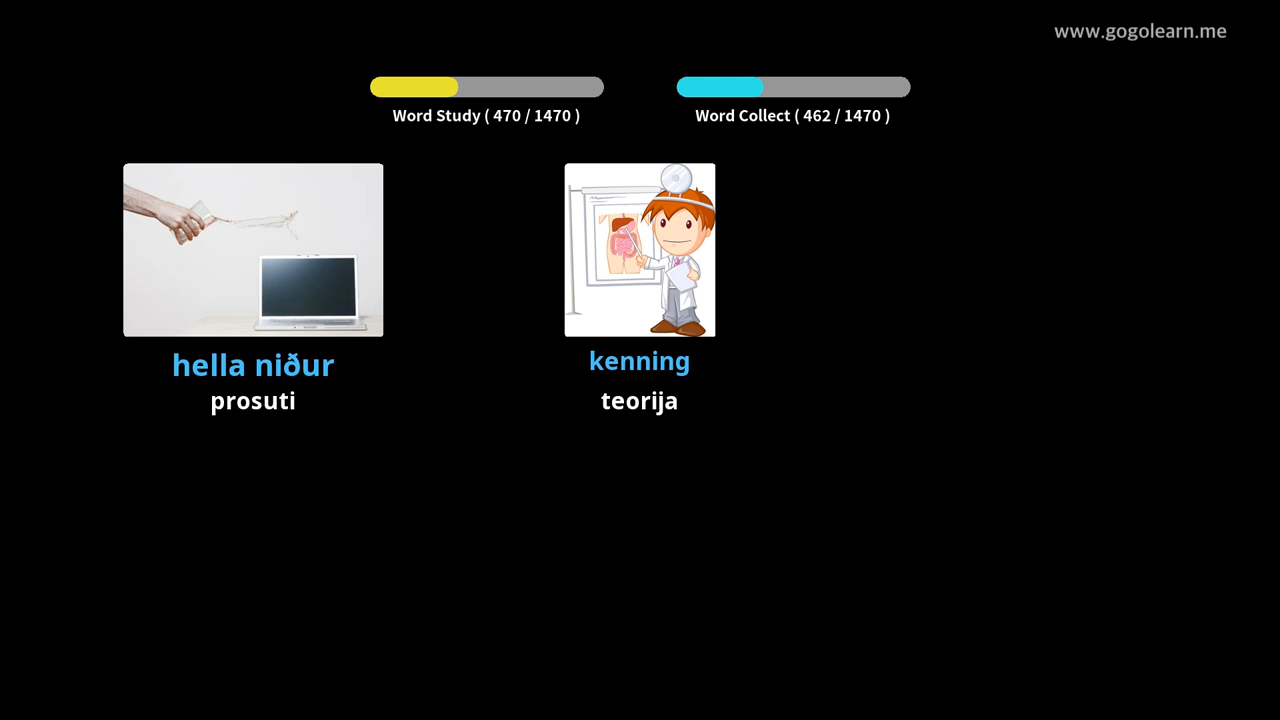 www.gogolearn.me
Word Study ( 470 / 1470 )
Word Collect ( 462 / 1470 )
hella niður
kenning
prosuti
teorija